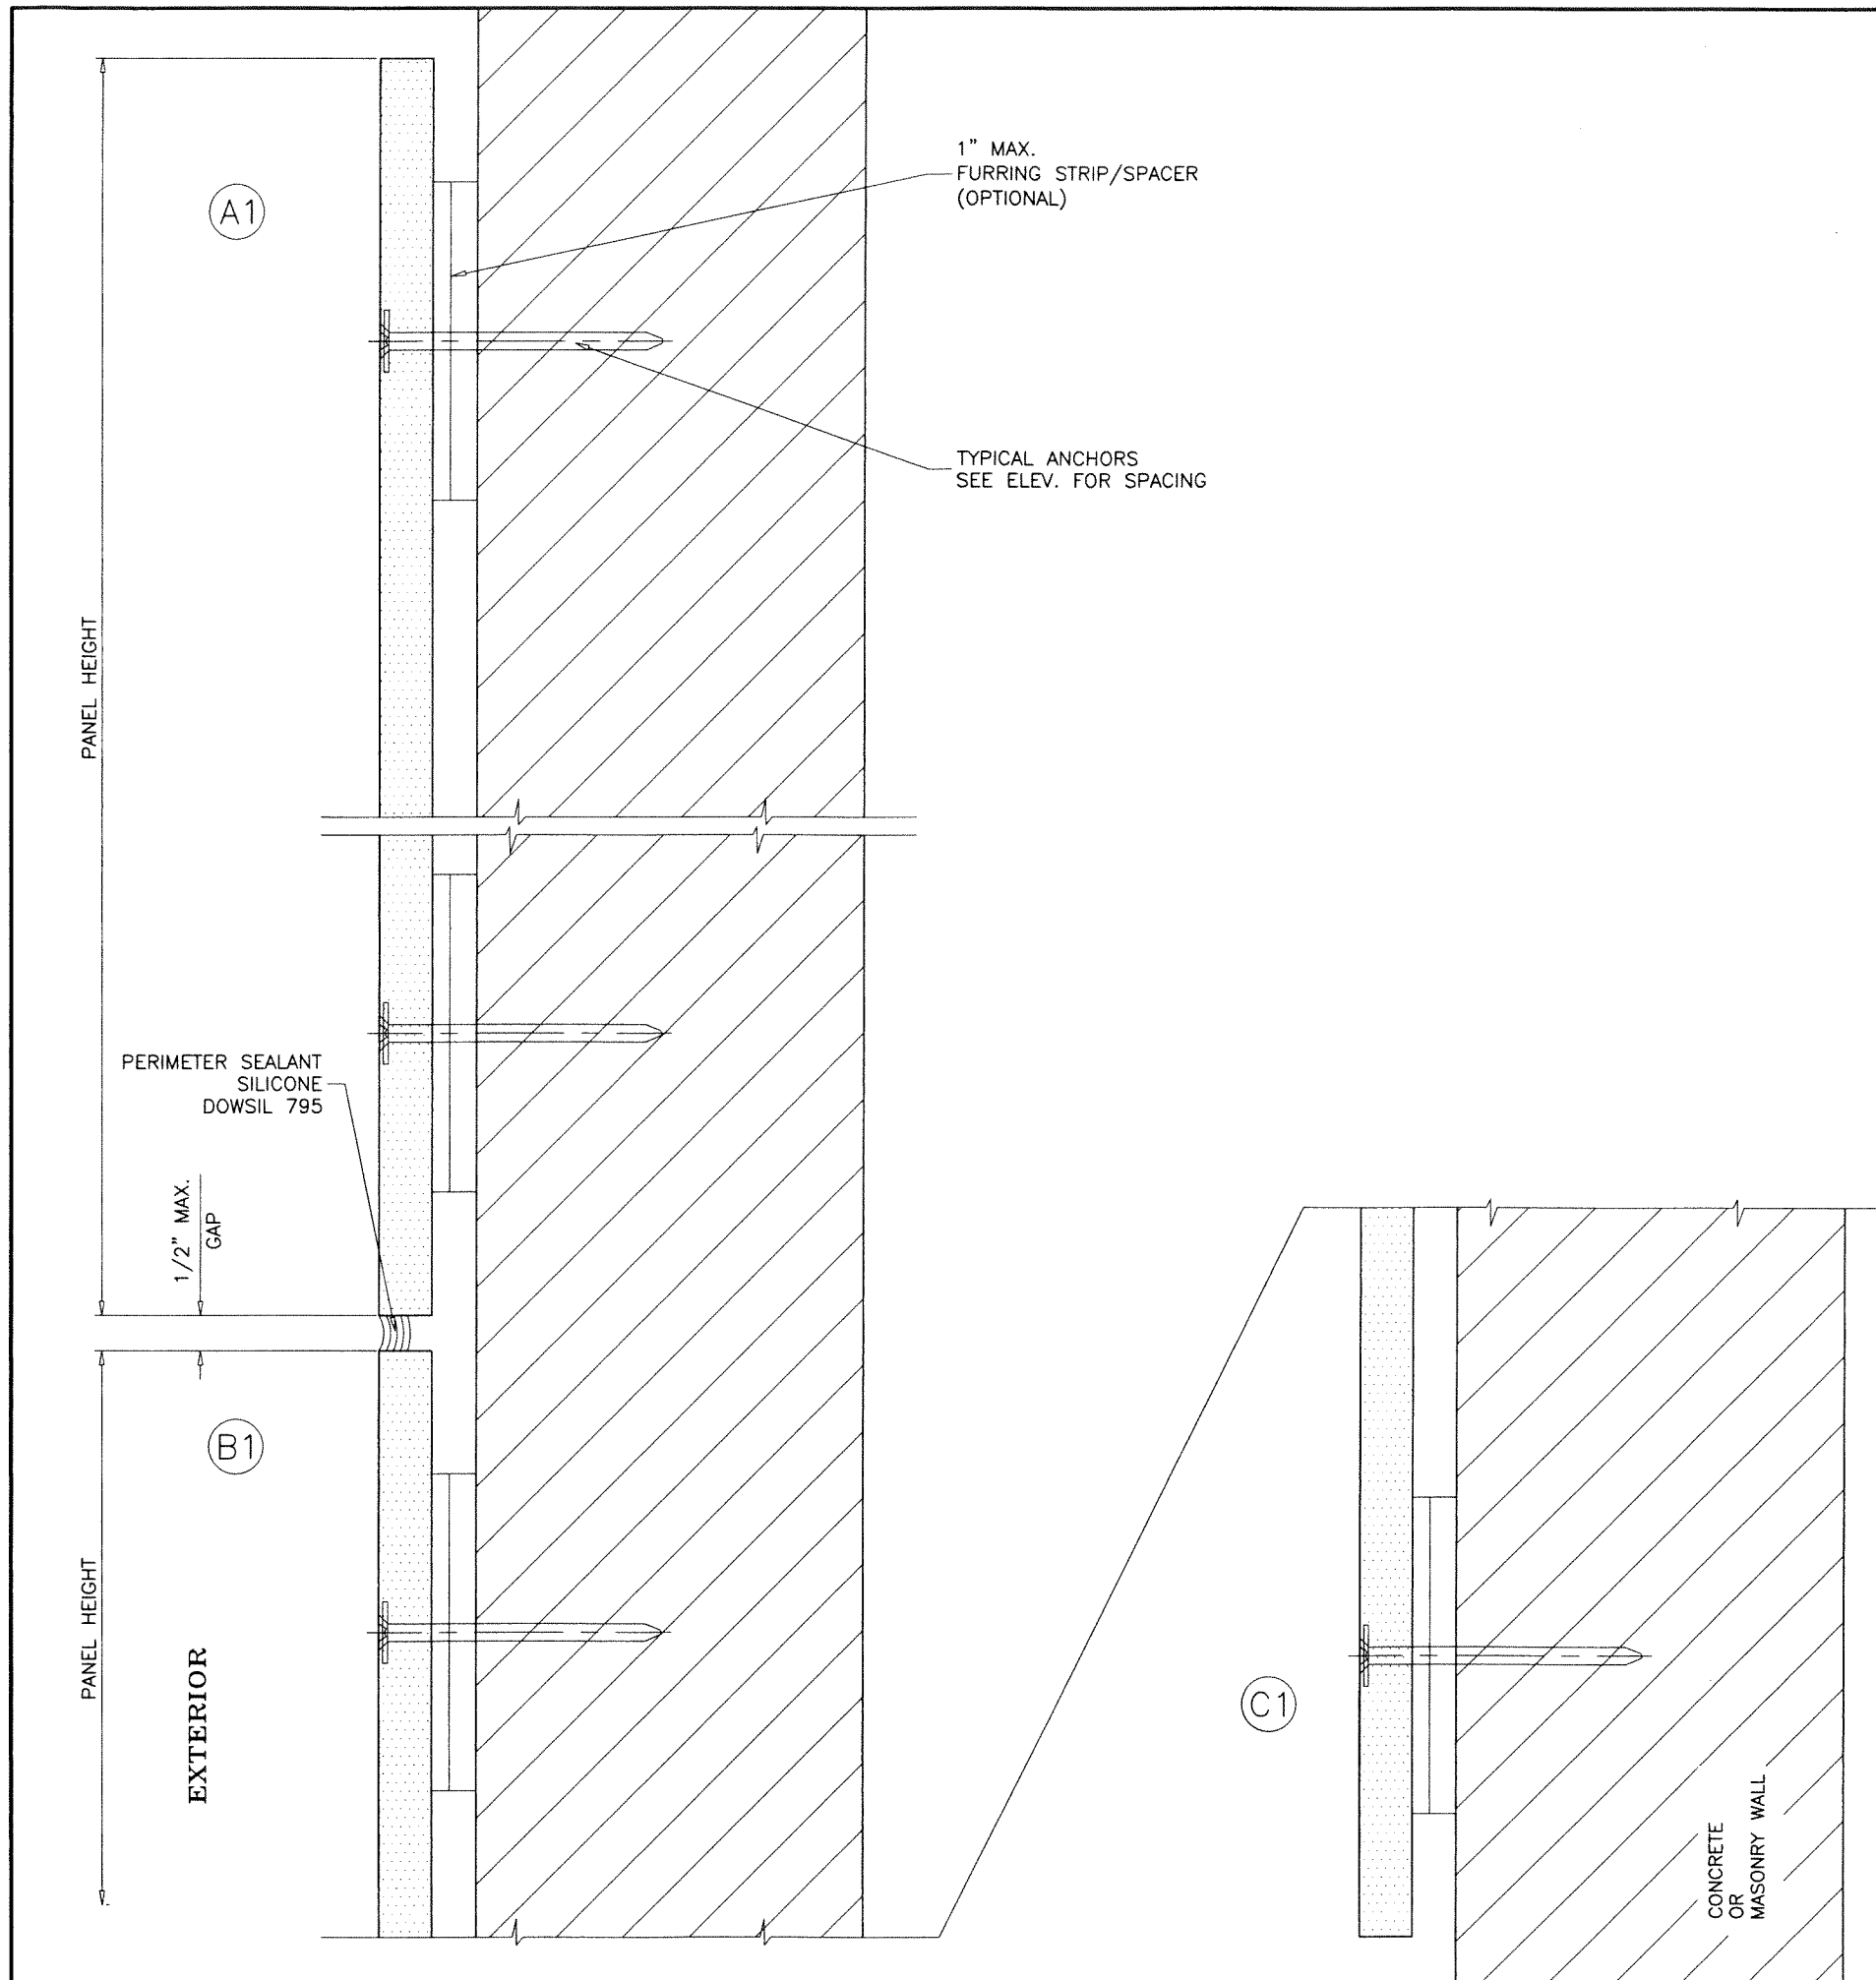 A1
1" MAX.
FURRING STRIP/SPACER
(OPTIONAL)
TYPICAL ANCHORS
SEE ELEV. FOR SPACING
PANEL HEIGHT
PERIMETER SEALANT
SILICONE
DOWSIL 795
1/2" MAX.
GAP
B1
PANEL HEIGHT
EXTERIOR
C1
CONCRETE
OR
MASONRY WALL